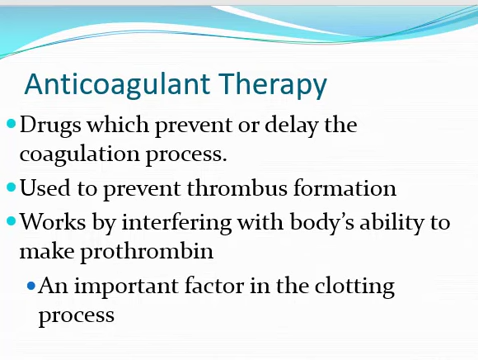 Anticoagulant Therapy
Drugs which prevent or delay the
coagulation process.
Used to prevent thrombus formation
Works by interfering with body's ability to
make prothrombin
An important factor in the clotting
process